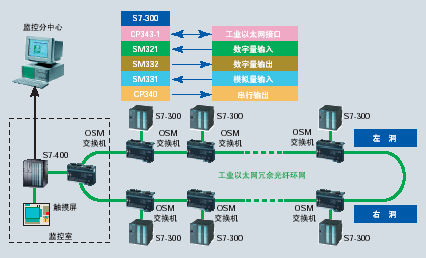 监控分中心
S7-300
CP343-1 工业以太网接口
SM321 数字量输入
SM332 数字量输出
SM331 模拟量输入
CP340 串行输出
S7-300 S7-300 S7-300
OSM 交换机
OSM 交换机
OSM 交换机
OSM 交换机
左 洞
S7-400
工业以太网冗余光纤环网
触摸屏
OSM 交换机
OSM 交换机
OSM 交换机
右 洞
监控室
S7-300 S7-300 S7-300